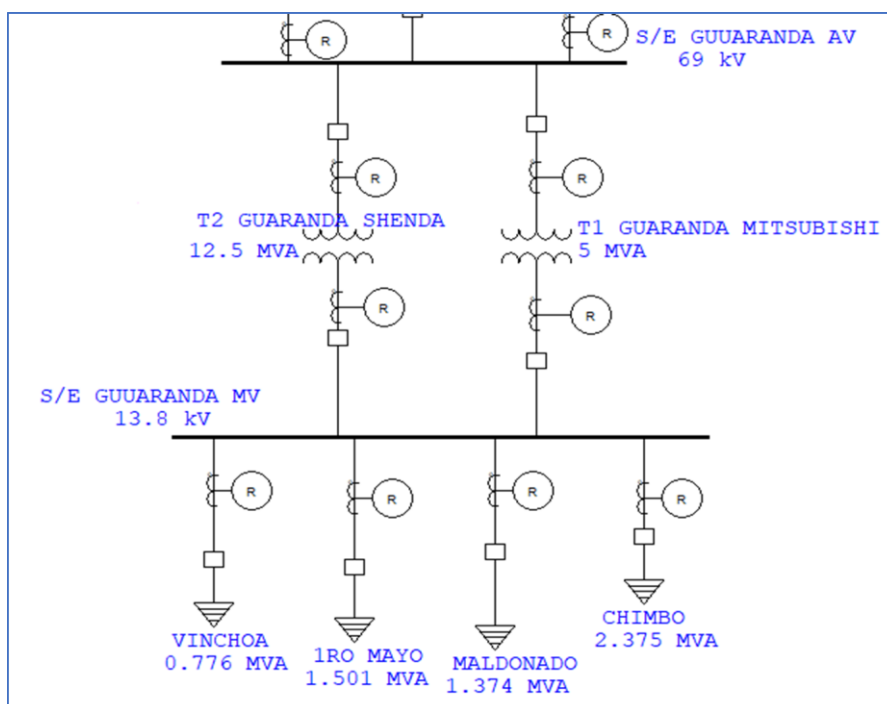 R
R
S/E GUUARANDA AV
69 kV
R
R
T2 GUARANDA SHENDA
12.5 MVA
T1 GUARANDA MITSUBISHI
5 MVA
R
R
S/E GUUARANDA MV
13.8 kV
R
R
R
R
VINCHOA
0.776 MVA
1RO MAYO
1.501 MVA
MALDONADO
1.374 MVA
CHIMBO
2.375 MVA